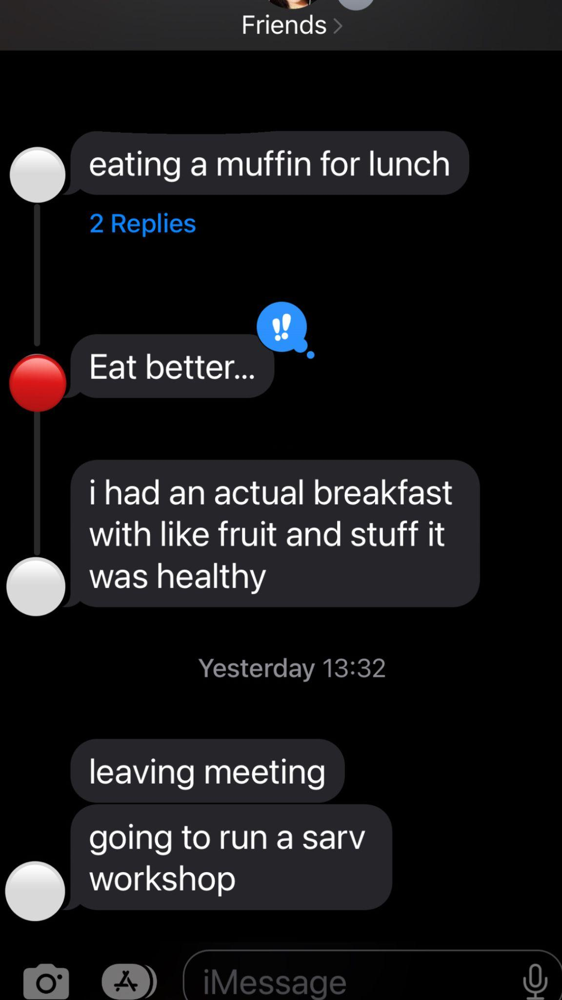 Friends
eating a muffin for lunch
2 Replies
!!
Eat better...
i had an actual breakfast
with like fruit and stuff it
was healthy
Yesterday 13:32
leaving meeting
going to run a sarv
workshop
iMessage